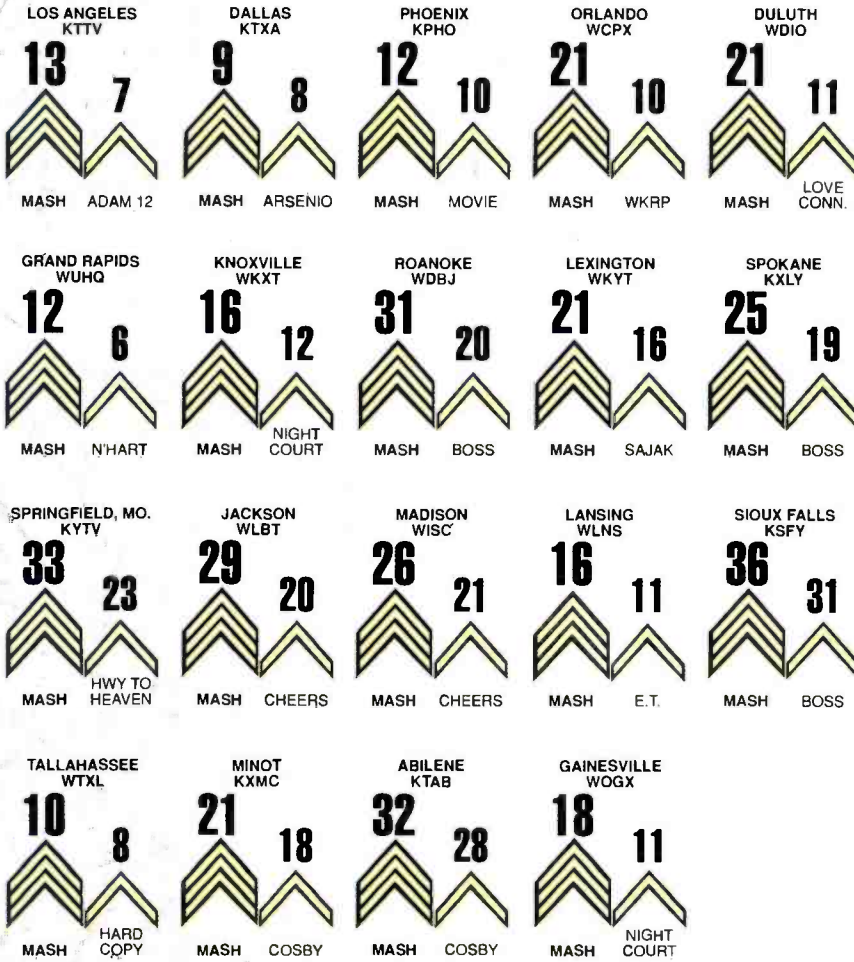 LOS ANGELES
KTTV
13
7
MASH
ADAM 12
DALLAS
KTXA
9
8
MASH
ARSENIO
PHOENIX
KPHO
12
10
MASH
MOVIE
ORLANDO
WCPX
21
10
MASH
WKRP
DULUTH
WDIO
21
11
MASH
LOVE
CONN.
GRAND RAPIDS
WUHQ
12
6
MASH
N'HART
KNOXVILLE
WKXT
16
12
MASH
NIGHT
COURT
ROANOKE
WDBJ
31
20
MASH
BOSS
LEXINGTON
WKYT
21
16
MASH
SAJAK
SPOKANE
KXLY
25
19
MASH
BOSS
SPRINGFIELD, MO.
KYTV
33
23
MASH
HWY TO
HEAVEN
JACKSON
WLBT
29
20
MASH
CHEERS
MADISON
WISC
26
21
MASH
CHEERS
LANSING
WLNS
16
11
MASH
E.T.
SIOUX FALLS
KSFY
36
31
MASH
BOSS
TALLAHASSEE
WTXL
10
8
MASH
HARD
COPY
MINOT
KXMC
21
18
MASH
COSBY
ABILENE
KTAB
32
28
MASH
COSBY
GAINESVILLE
WOGX
18
11
MASH
NIGHT
COURT